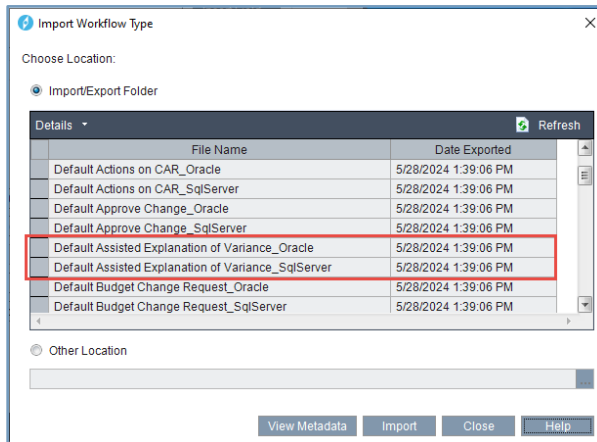 Import Workflow Type
Choose Location:
Import/Export Folder
Details Refresh
File Name Date Exported
Default Actions on CAR_Oracle 5/28/2024 1:39:06 PM
Default Actions on CAR_SqlServer 5/28/2024 1:39:06 PM
Default Approve Change_Oracle 5/28/2024 1:39:06 PM
Default Approve Change_SqlServer 5/28/2024 1:39:06 PM
Default Assisted Explanation of Variance_Oracle 5/28/2024 1:39:06 PM
Default Assisted Explanation of Variance_SqlServer 5/28/2024 1:39:06 PM
Default Budget Change Request_Oracle 5/28/2024 1:39:06 PM
Default Budget Change Request_SqlServer 5/28/2024 1:39:06 PM
Other Location
...
View Metadata Import Close Help